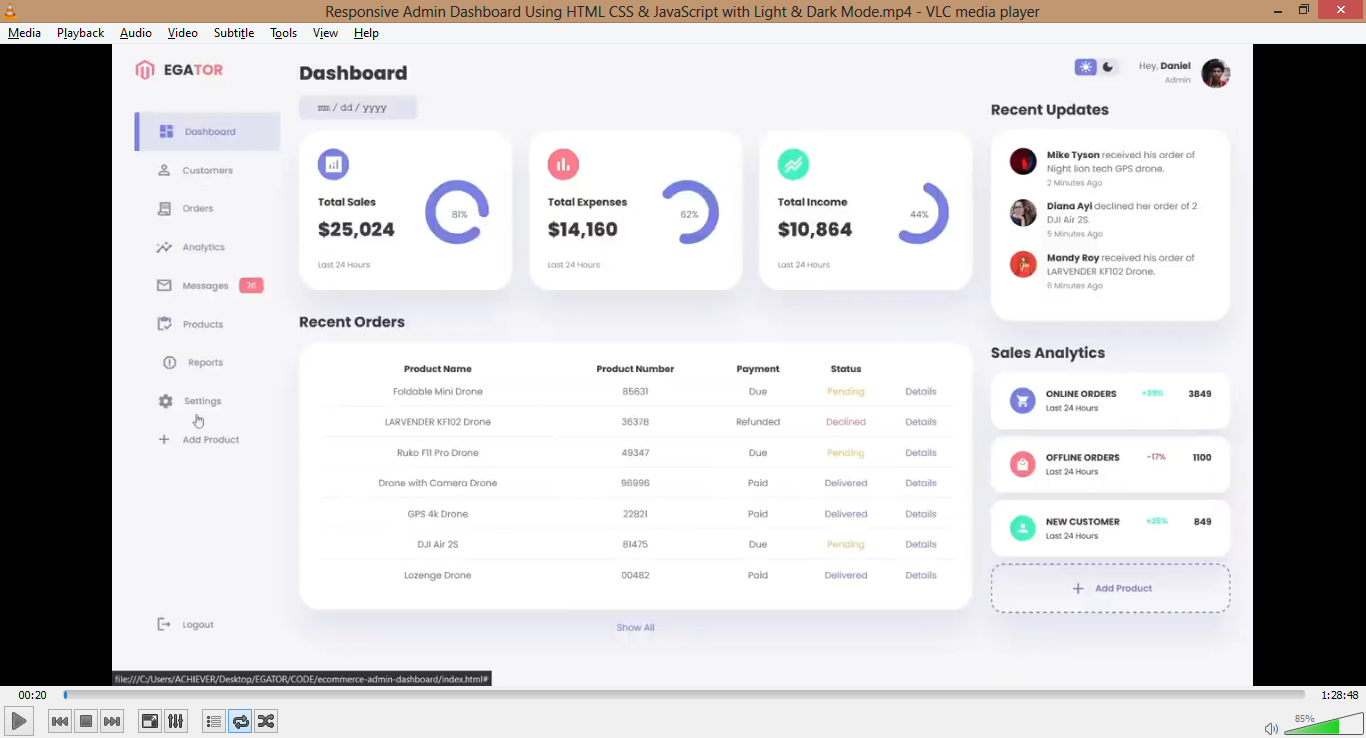 Responsive Admin Dashboard Using HTML CSS & JavaScript with Light & Dark Mode.mp4 - VLC media player
Media Playback Audio Video Subtitle Tools View Help
EGATOR
Dashboard
Customers
Orders
Analytics
Messages 26
Products
Reports
Settings
Add Product
Logout
Dashboard
mm / dd / yyyy
Total Sales
$25,024
81%
Last 24 Hours
Total Expenses
$14,160
62%
Last 24 Hours
Total Income
$10,864
44%
Last 24 Hours
Recent Orders
Product Name Product Number Payment Status
Foldable Mini Drone 85631 Due Pending Details
LARVENDER KF102 Drone 36378 Refunded Declined Details
Ruko F11 Pro Drone 49347 Due Pending Details
Drone with Camera Drone 96996 Paid Delivered Details
GPS 4k Drone 22821 Paid Delivered Details
DJI Air 2S 81475 Due Pending Details
Lozenge Drone 00482 Paid Delivered Details
Show All
Hey, Daniel
Admin
Recent Updates
Mike Tyson received his order of
Night lion tech GPS drone.
2 Minutes Ago
Diana Ayi declined her order of 2
DJI Air 2S.
5 Minutes Ago
Mandy Roy received his order of
LARVENDER KF102 Drone.
6 Minutes Ago
Sales Analytics
ONLINE ORDERS +39% 3849
Last 24 Hours
OFFLINE ORDERS -17% 1100
Last 24 Hours
NEW CUSTOMER +25% 849
Last 24 Hours
Add Product
file:///C:/Users/ACHIEVER/Desktop/EGATOR/CODE/ecommerce-admin-dashboard/index.html#
00:20 1:28:48
85%